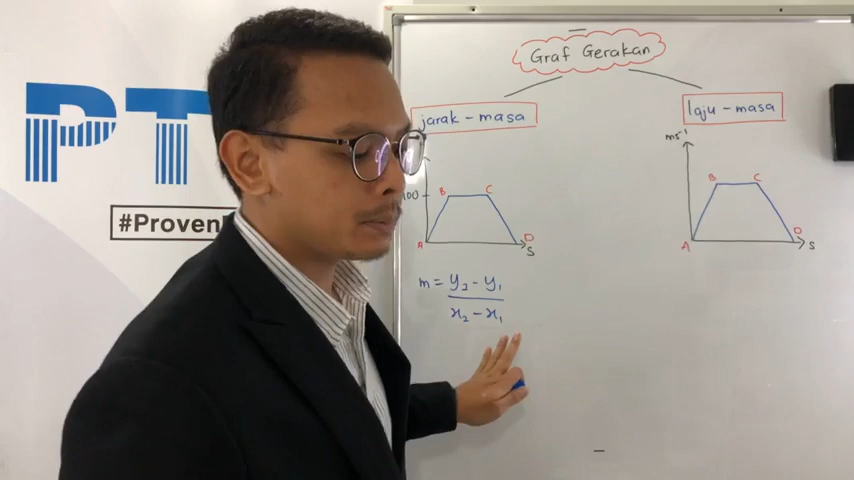 PT
#Proven
Graf Gerakan
jarak - masa
laju - masa
ms⁻¹
100
B
C
A
D
S
B
C
A
D
S
m = y₂ - y₁
x₂ - x₁